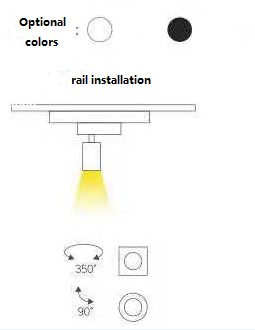 Optional
colors :
rail installation
350°
90°